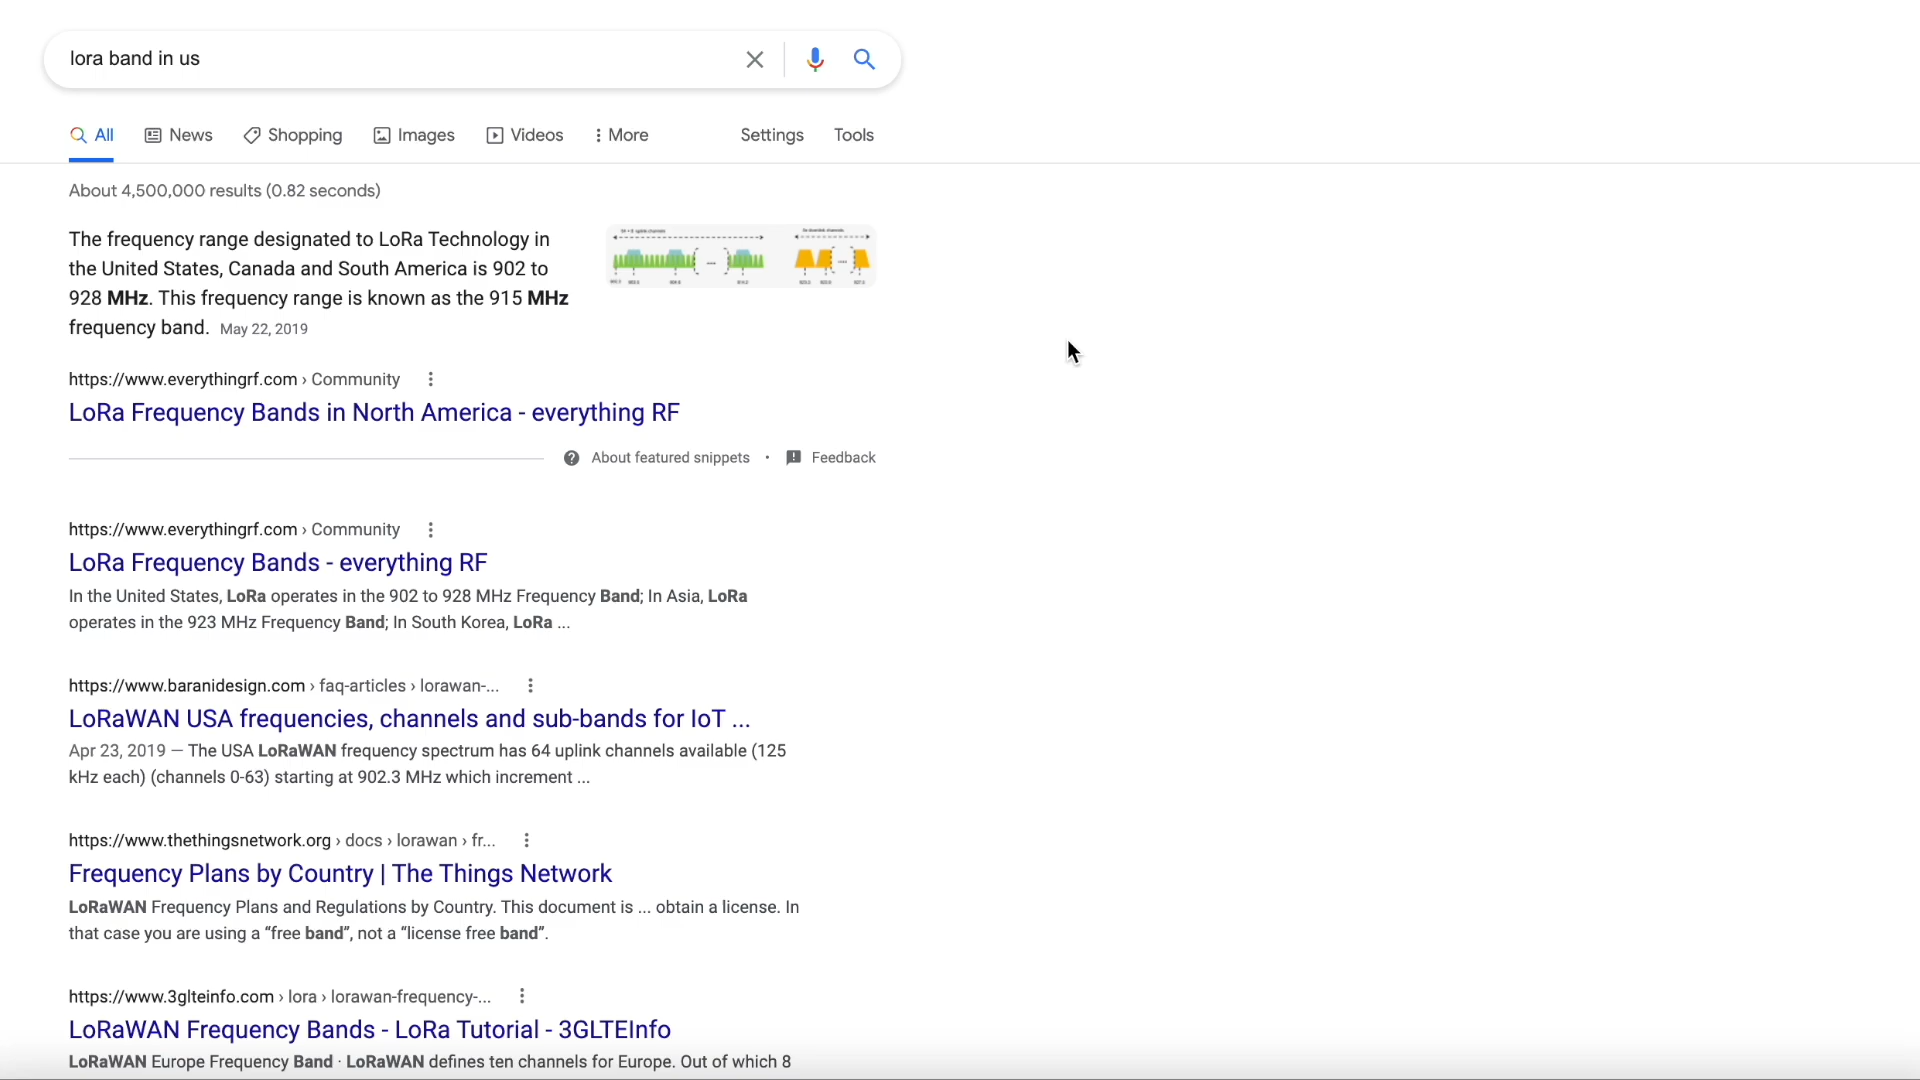 lora band in us
All News Shopping Images Videos More Settings Tools
About 4,500,000 results (0.82 seconds)
The frequency range designated to LoRa Technology in
the United States, Canada and South America is 902 to
928 MHz. This frequency range is known as the 915 MHz
frequency band. May 22, 2019
https://www.everythingrf.com › Community
LoRa Frequency Bands in North America - everything RF
About featured snippets • Feedback
https://www.everythingrf.com › Community
LoRa Frequency Bands - everything RF
In the United States, LoRa operates in the 902 to 928 MHz Frequency Band; In Asia, LoRa
operates in the 923 MHz Frequency Band; In South Korea, LoRa ...
https://www.baranidesign.com › faq-articles › lorawan-...
LoRaWAN USA frequencies, channels and sub-bands for IoT ...
Apr 23, 2019 — The USA LoRaWAN frequency spectrum has 64 uplink channels available (125
kHz each) (channels 0-63) starting at 902.3 MHz which increment ...
https://www.thethingsnetwork.org › docs › lorawan › fr...
Frequency Plans by Country | The Things Network
LoRaWAN Frequency Plans and Regulations by Country. This document is ... obtain a license. In
that case you are using a “free band”, not a “license free band”.
https://www.3glteinfo.com › lora › lorawan-frequency-...
LoRaWAN Frequency Bands - LoRa Tutorial - 3GLTEInfo
LoRaWAN Europe Frequency Band · LoRaWAN defines ten channels for Europe. Out of which 8